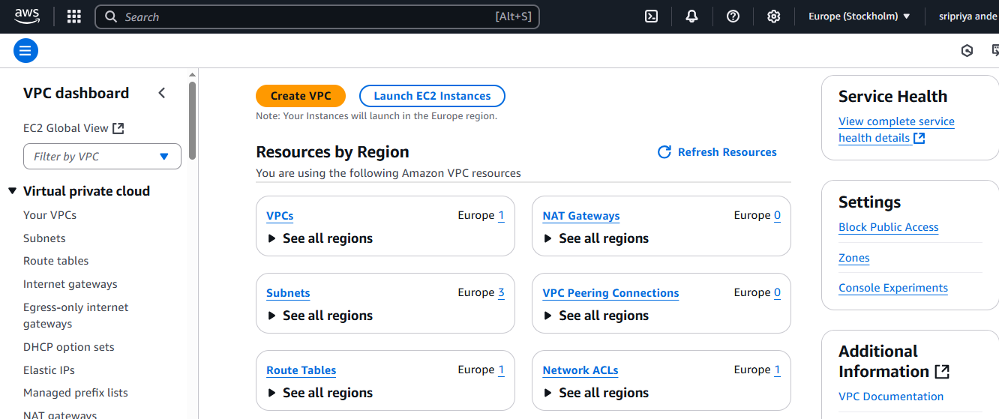 aws
Search [Alt+S]
Europe (Stockholm)
sripriya ande
VPC dashboard
EC2 Global View
Filter by VPC
Virtual private cloud
Your VPCs
Subnets
Route tables
Internet gateways
Egress-only internet
gateways
DHCP option sets
Elastic IPs
Managed prefix lists
NAT gateways
Create VPC
Launch EC2 Instances
Note: Your Instances will launch in the Europe region.
Resources by Region
Refresh Resources
You are using the following Amazon VPC resources
VPCs Europe 1
See all regions
NAT Gateways Europe 0
See all regions
Subnets Europe 3
See all regions
VPC Peering Connections Europe 0
See all regions
Route Tables Europe 1
See all regions
Network ACLs Europe 1
See all regions
Service Health
View complete service
health details
Settings
Block Public Access
Zones
Console Experiments
Additional
Information
VPC Documentation